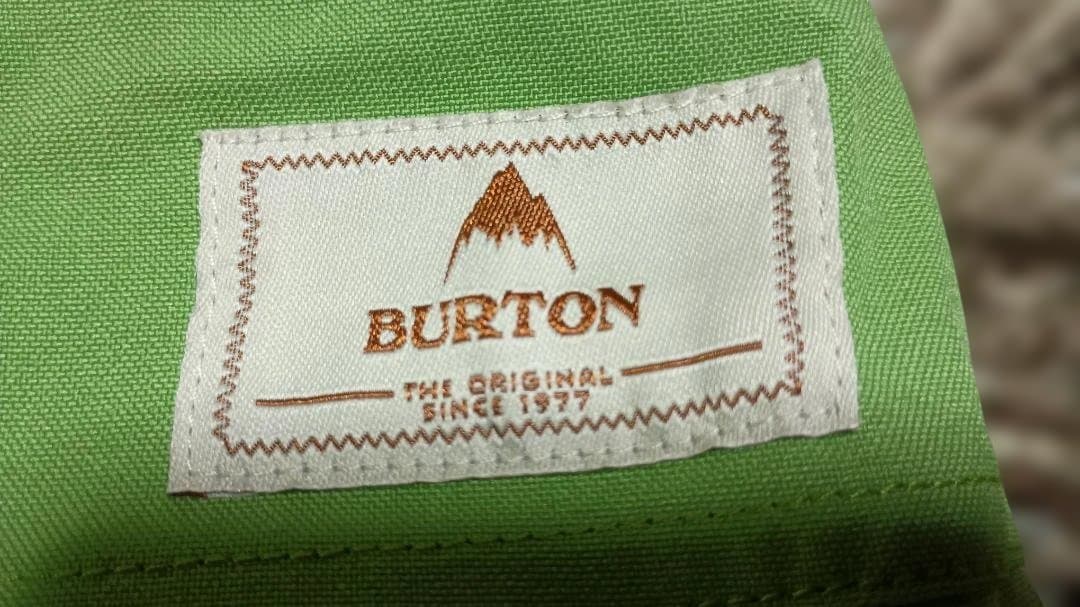 BURTON
THE ORIGINAL
SINCE 1977